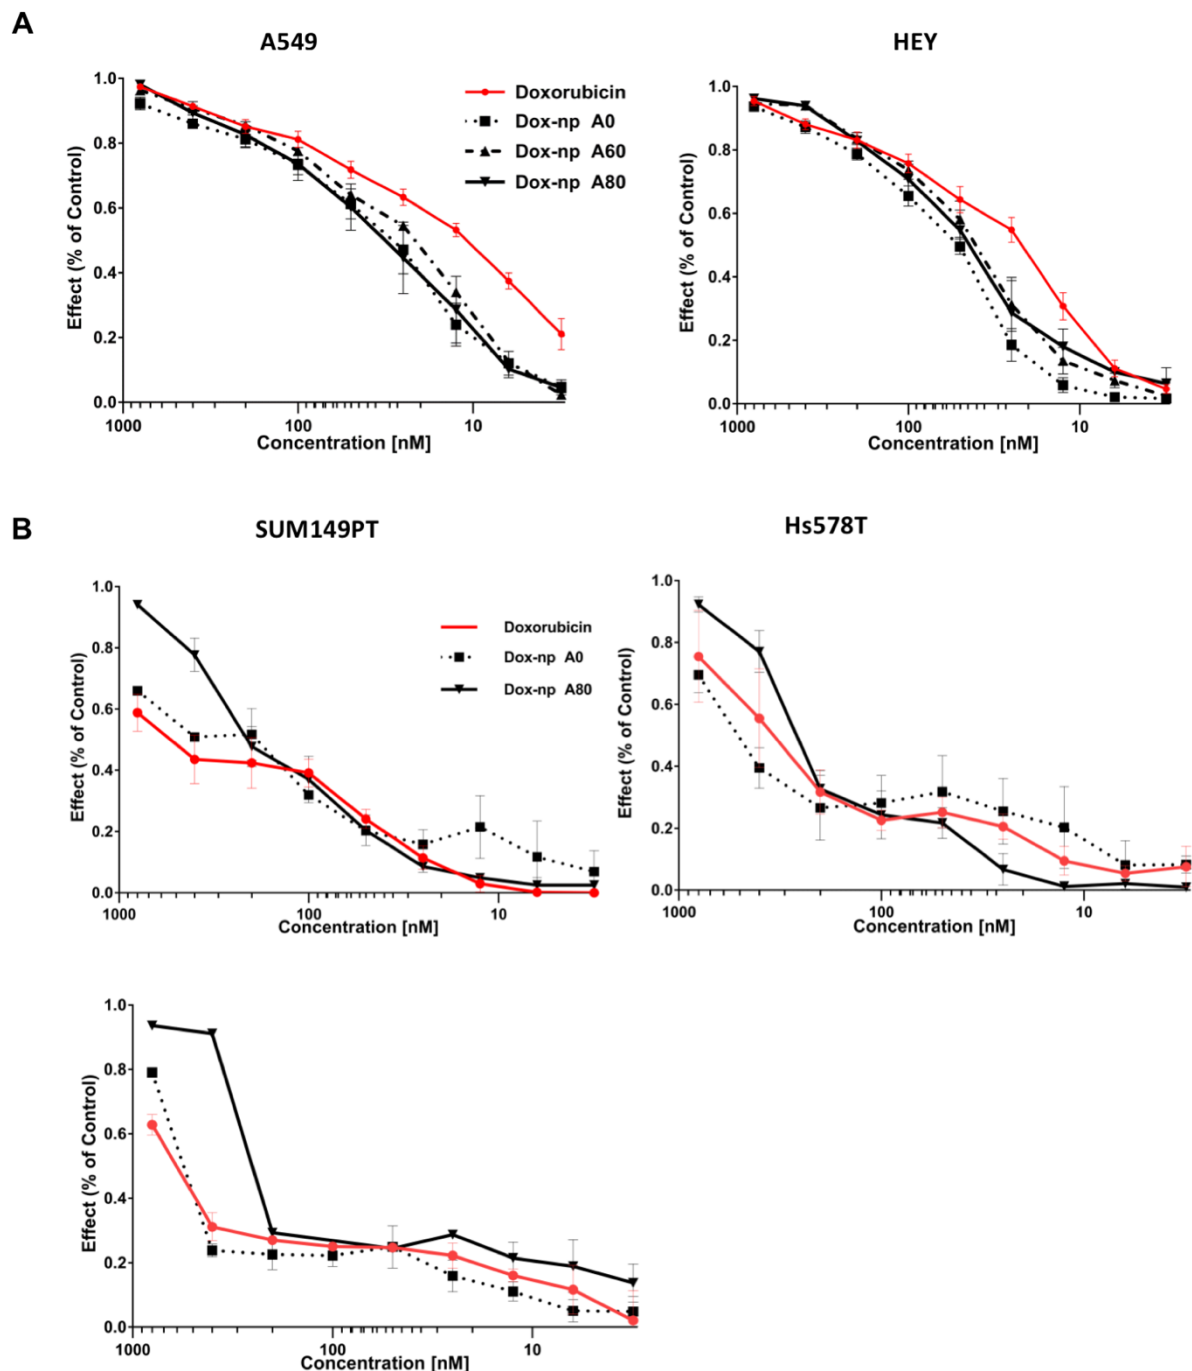 A
A549
HEY
Effect (% of Control)
1.0
0.8
0.6
0.4
0.2
0.0
1000
100
10
Concentration [nM]
Doxorubicin
Dox-np A0
Dox-np A60
Dox-np A80
Effect (% of Control)
1.0
0.8
0.6
0.4
0.2
0.0
1000
100
10
Concentration [nM]
B
SUM149PT
Hs578T
Effect (% of Control)
1.0
0.8
0.6
0.4
0.2
0.0
1000
100
10
Concentration [nM]
Doxorubicin
Dox-np A0
Dox-np A80
Effect (% of Control)
1.0
0.8
0.6
0.4
0.2
0.0
1000
100
10
Concentration [nM]
Effect (% of Control)
1.0
0.8
0.6
0.4
0.2
0.0
1000
100
10
Concentration [nM]